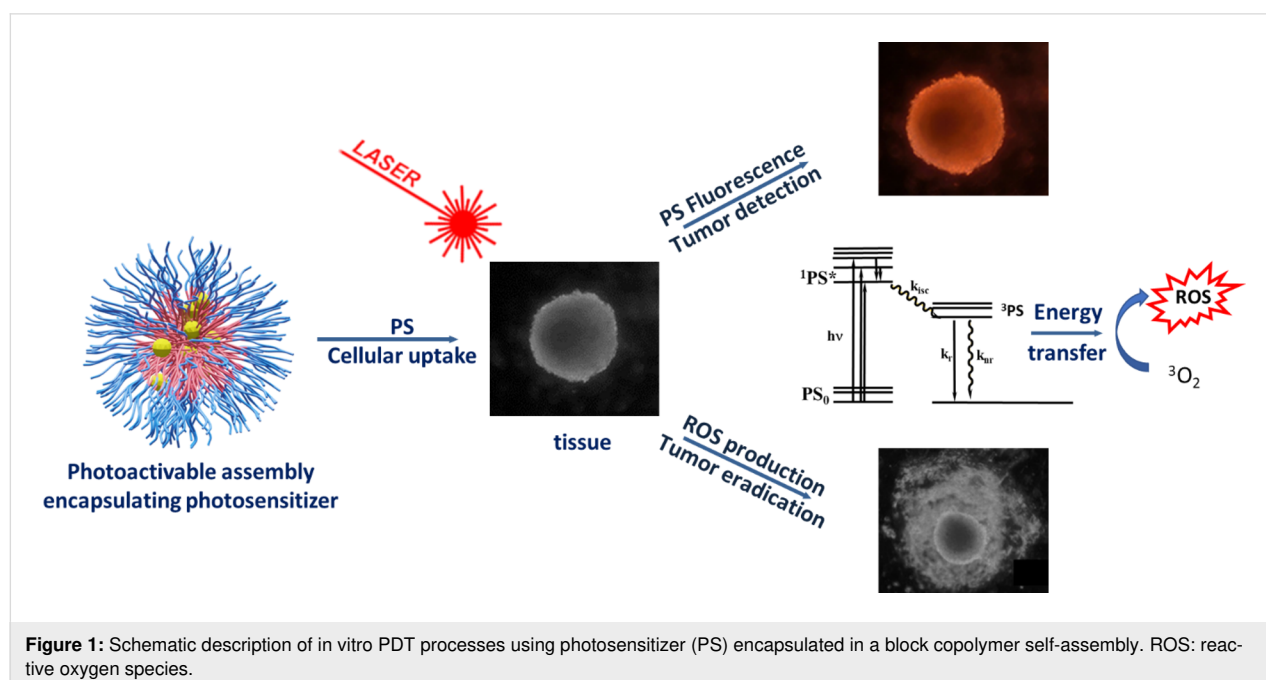 LASER
PS
Cellular uptake
Photoactivable assembly
encapsulating photosensitizer
tissue
PS Fluorescence
Tumor detection
¹PS*
k_isc
³PS
hν
k_r
k_nr
PS₀
Energy
transfer
ROS
³O₂
ROS production
Tumor eradication
Figure 1: Schematic description of in vitro PDT processes using photosensitizer (PS) encapsulated in a block copolymer self-assembly. ROS: reac-
tive oxygen species.